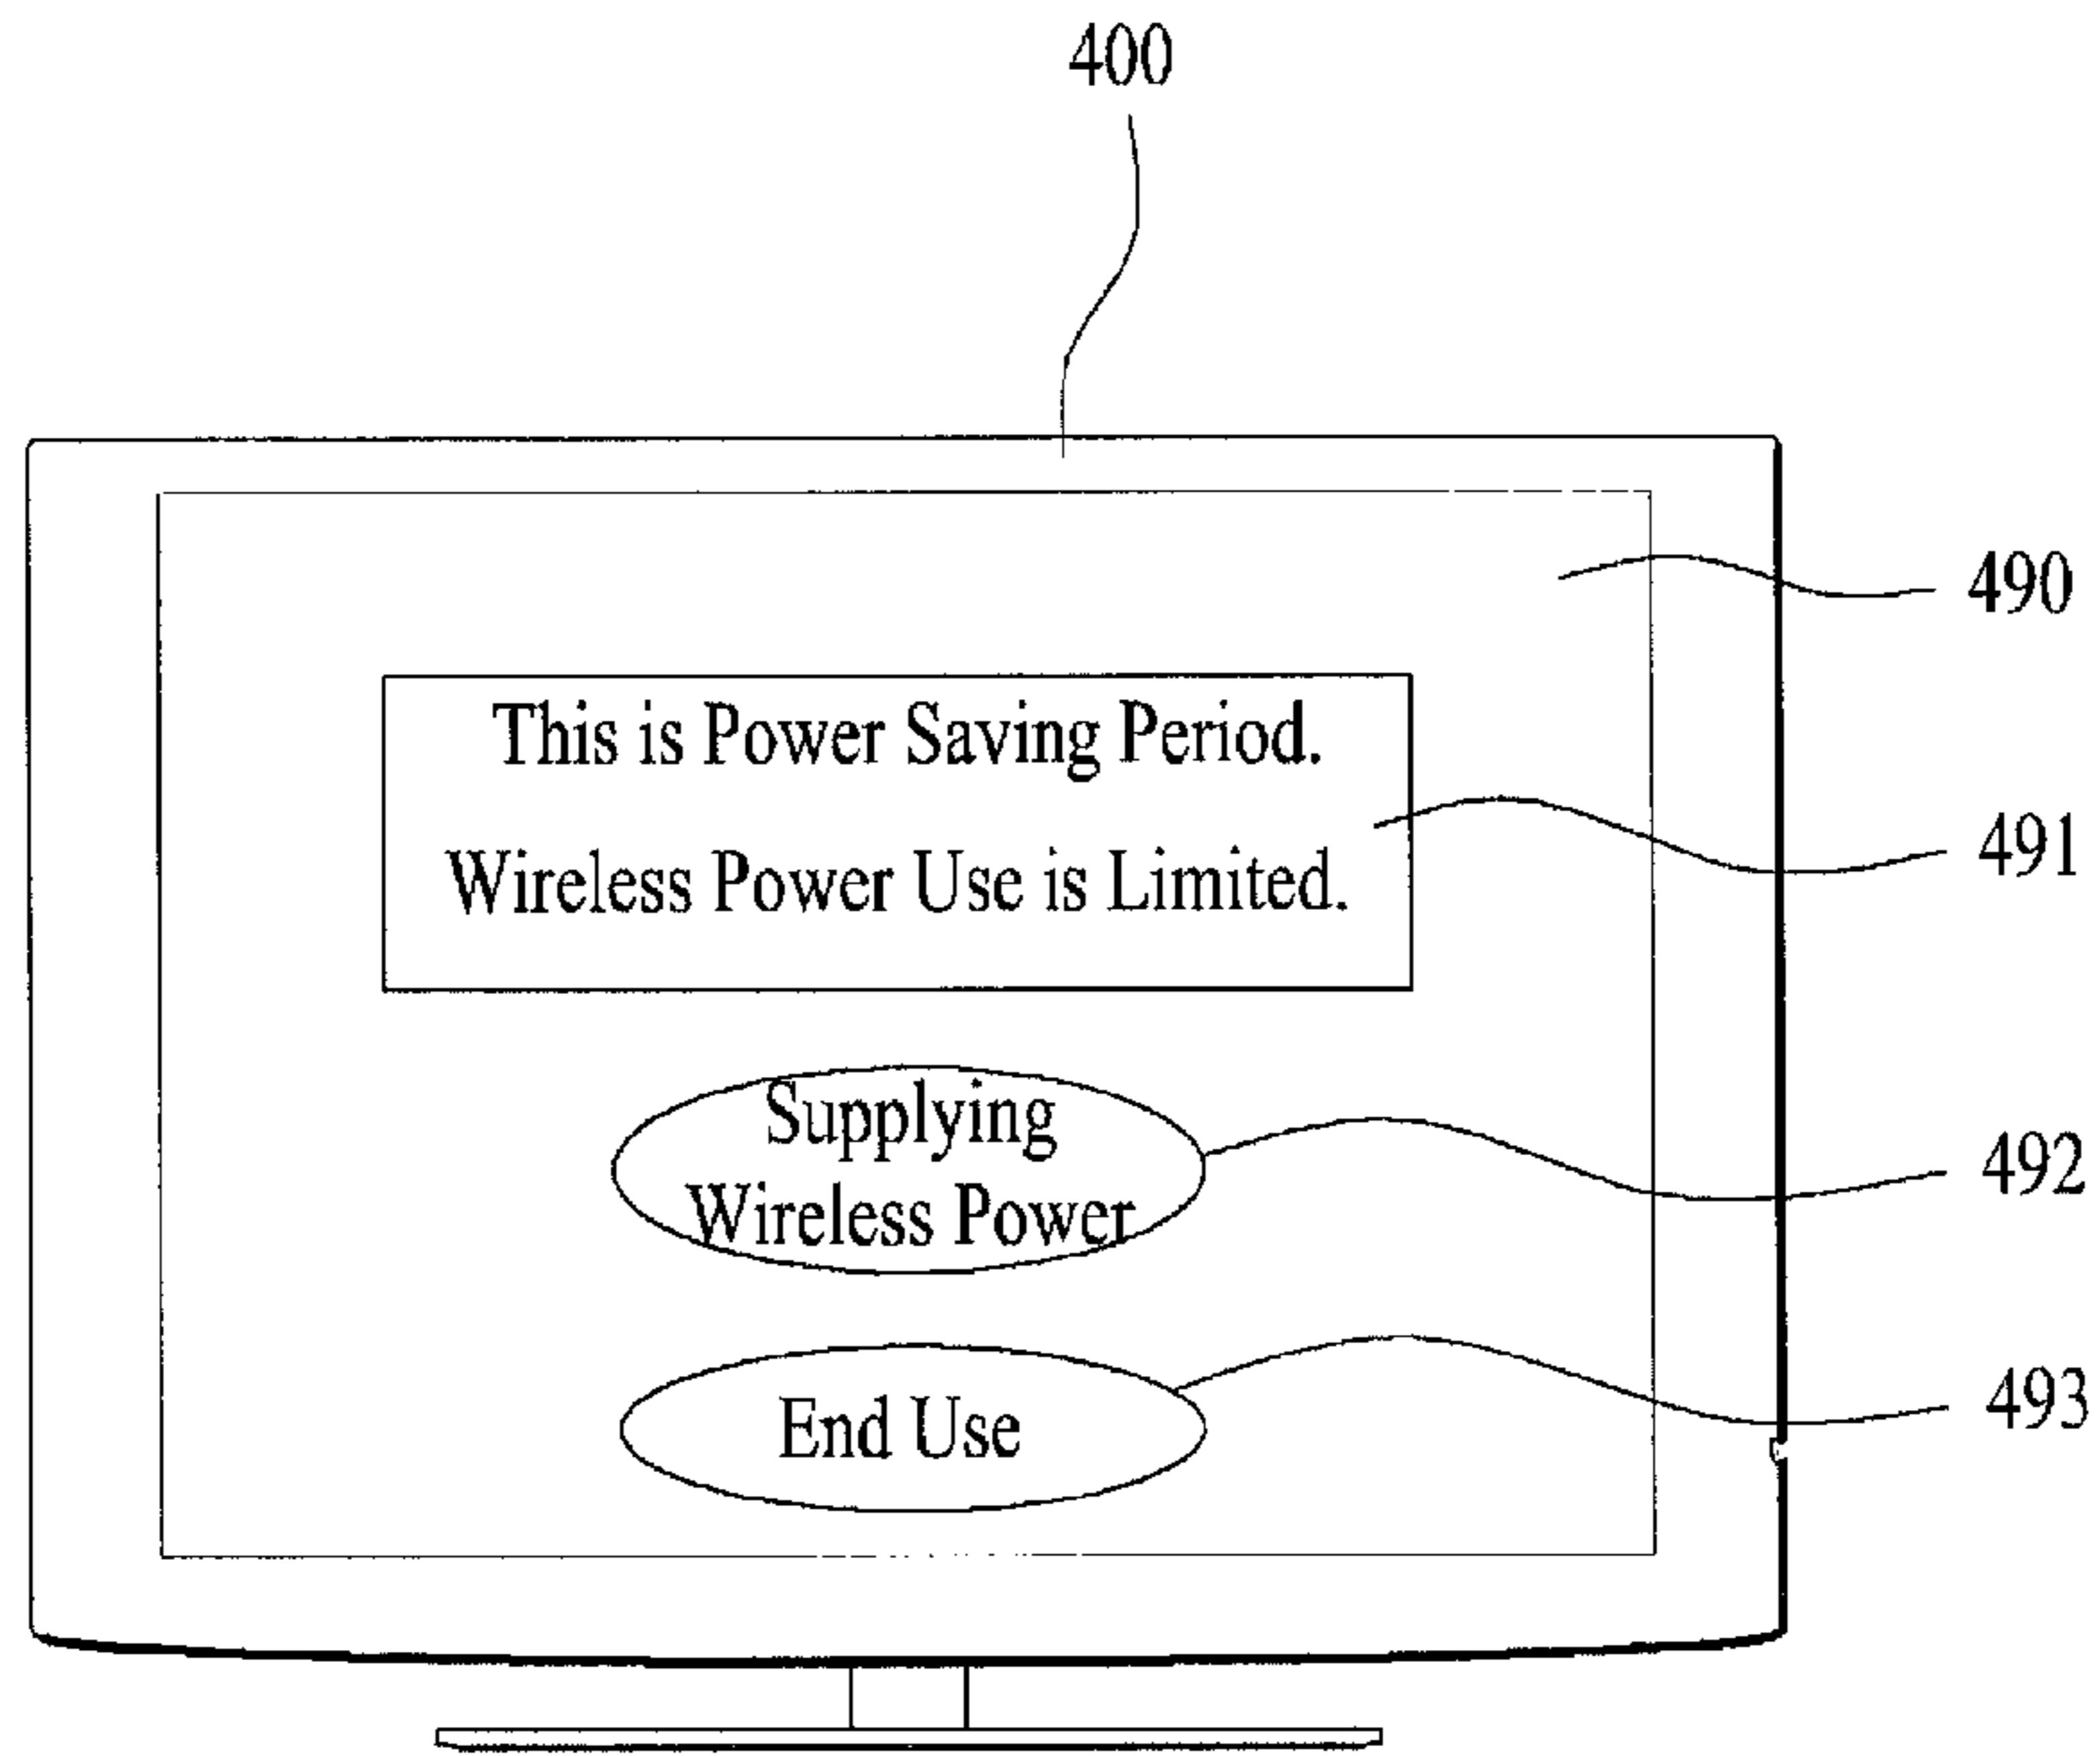 400
490
This is Power Saving Period.
491
Wireless Power Use is Limited.
Supplying
492
Wireless Power
493
End Use